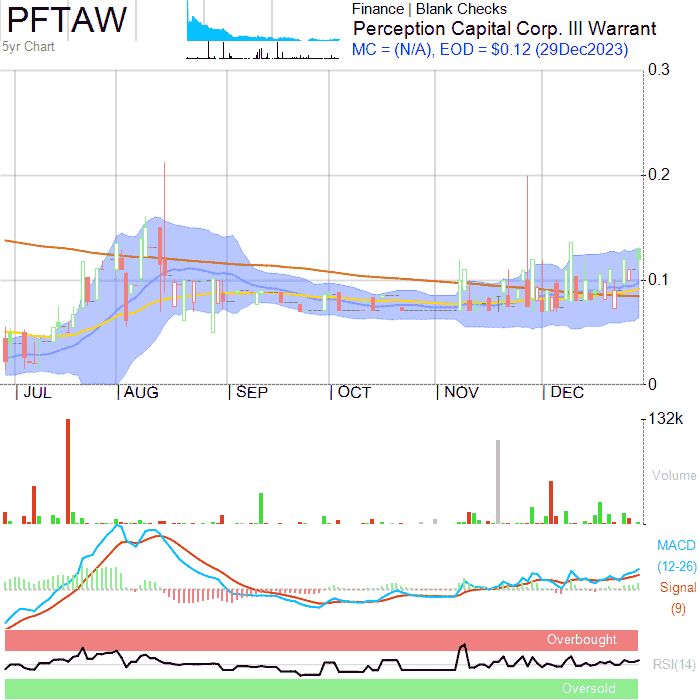 PFTAW
5yr Chart
Finance | Blank Checks
Perception Capital Corp. III Warrant
MC = (N/A), EOD = $0.12 (29Dec2023)
0.3
0.2
0.1
0
JUL AUG SEP OCT NOV DEC
132k
Volume
MACD
(12-26)
Signal
(9)
Overbought
RSI(14)
Oversold